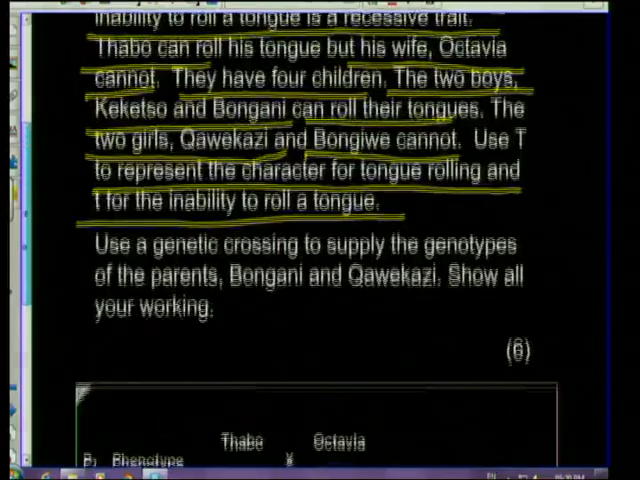 inability to roll a tongue is a recessive trait.
Thabo can roll his tongue but his wife, Octavia
cannot. They have four children. The two boys,
Keketso and Bongani can roll their tongues. The
two girls, Qawekazi and Bongiwe cannot. Use T
to represent the character for tongue rolling and
t for the inability to roll a tongue.
Use a genetic crossing to supply the genotypes
of the parents, Bongani and Qawekazi. Show all
your working.
(6)
Thabo Octavia
P₁ Phenotype x